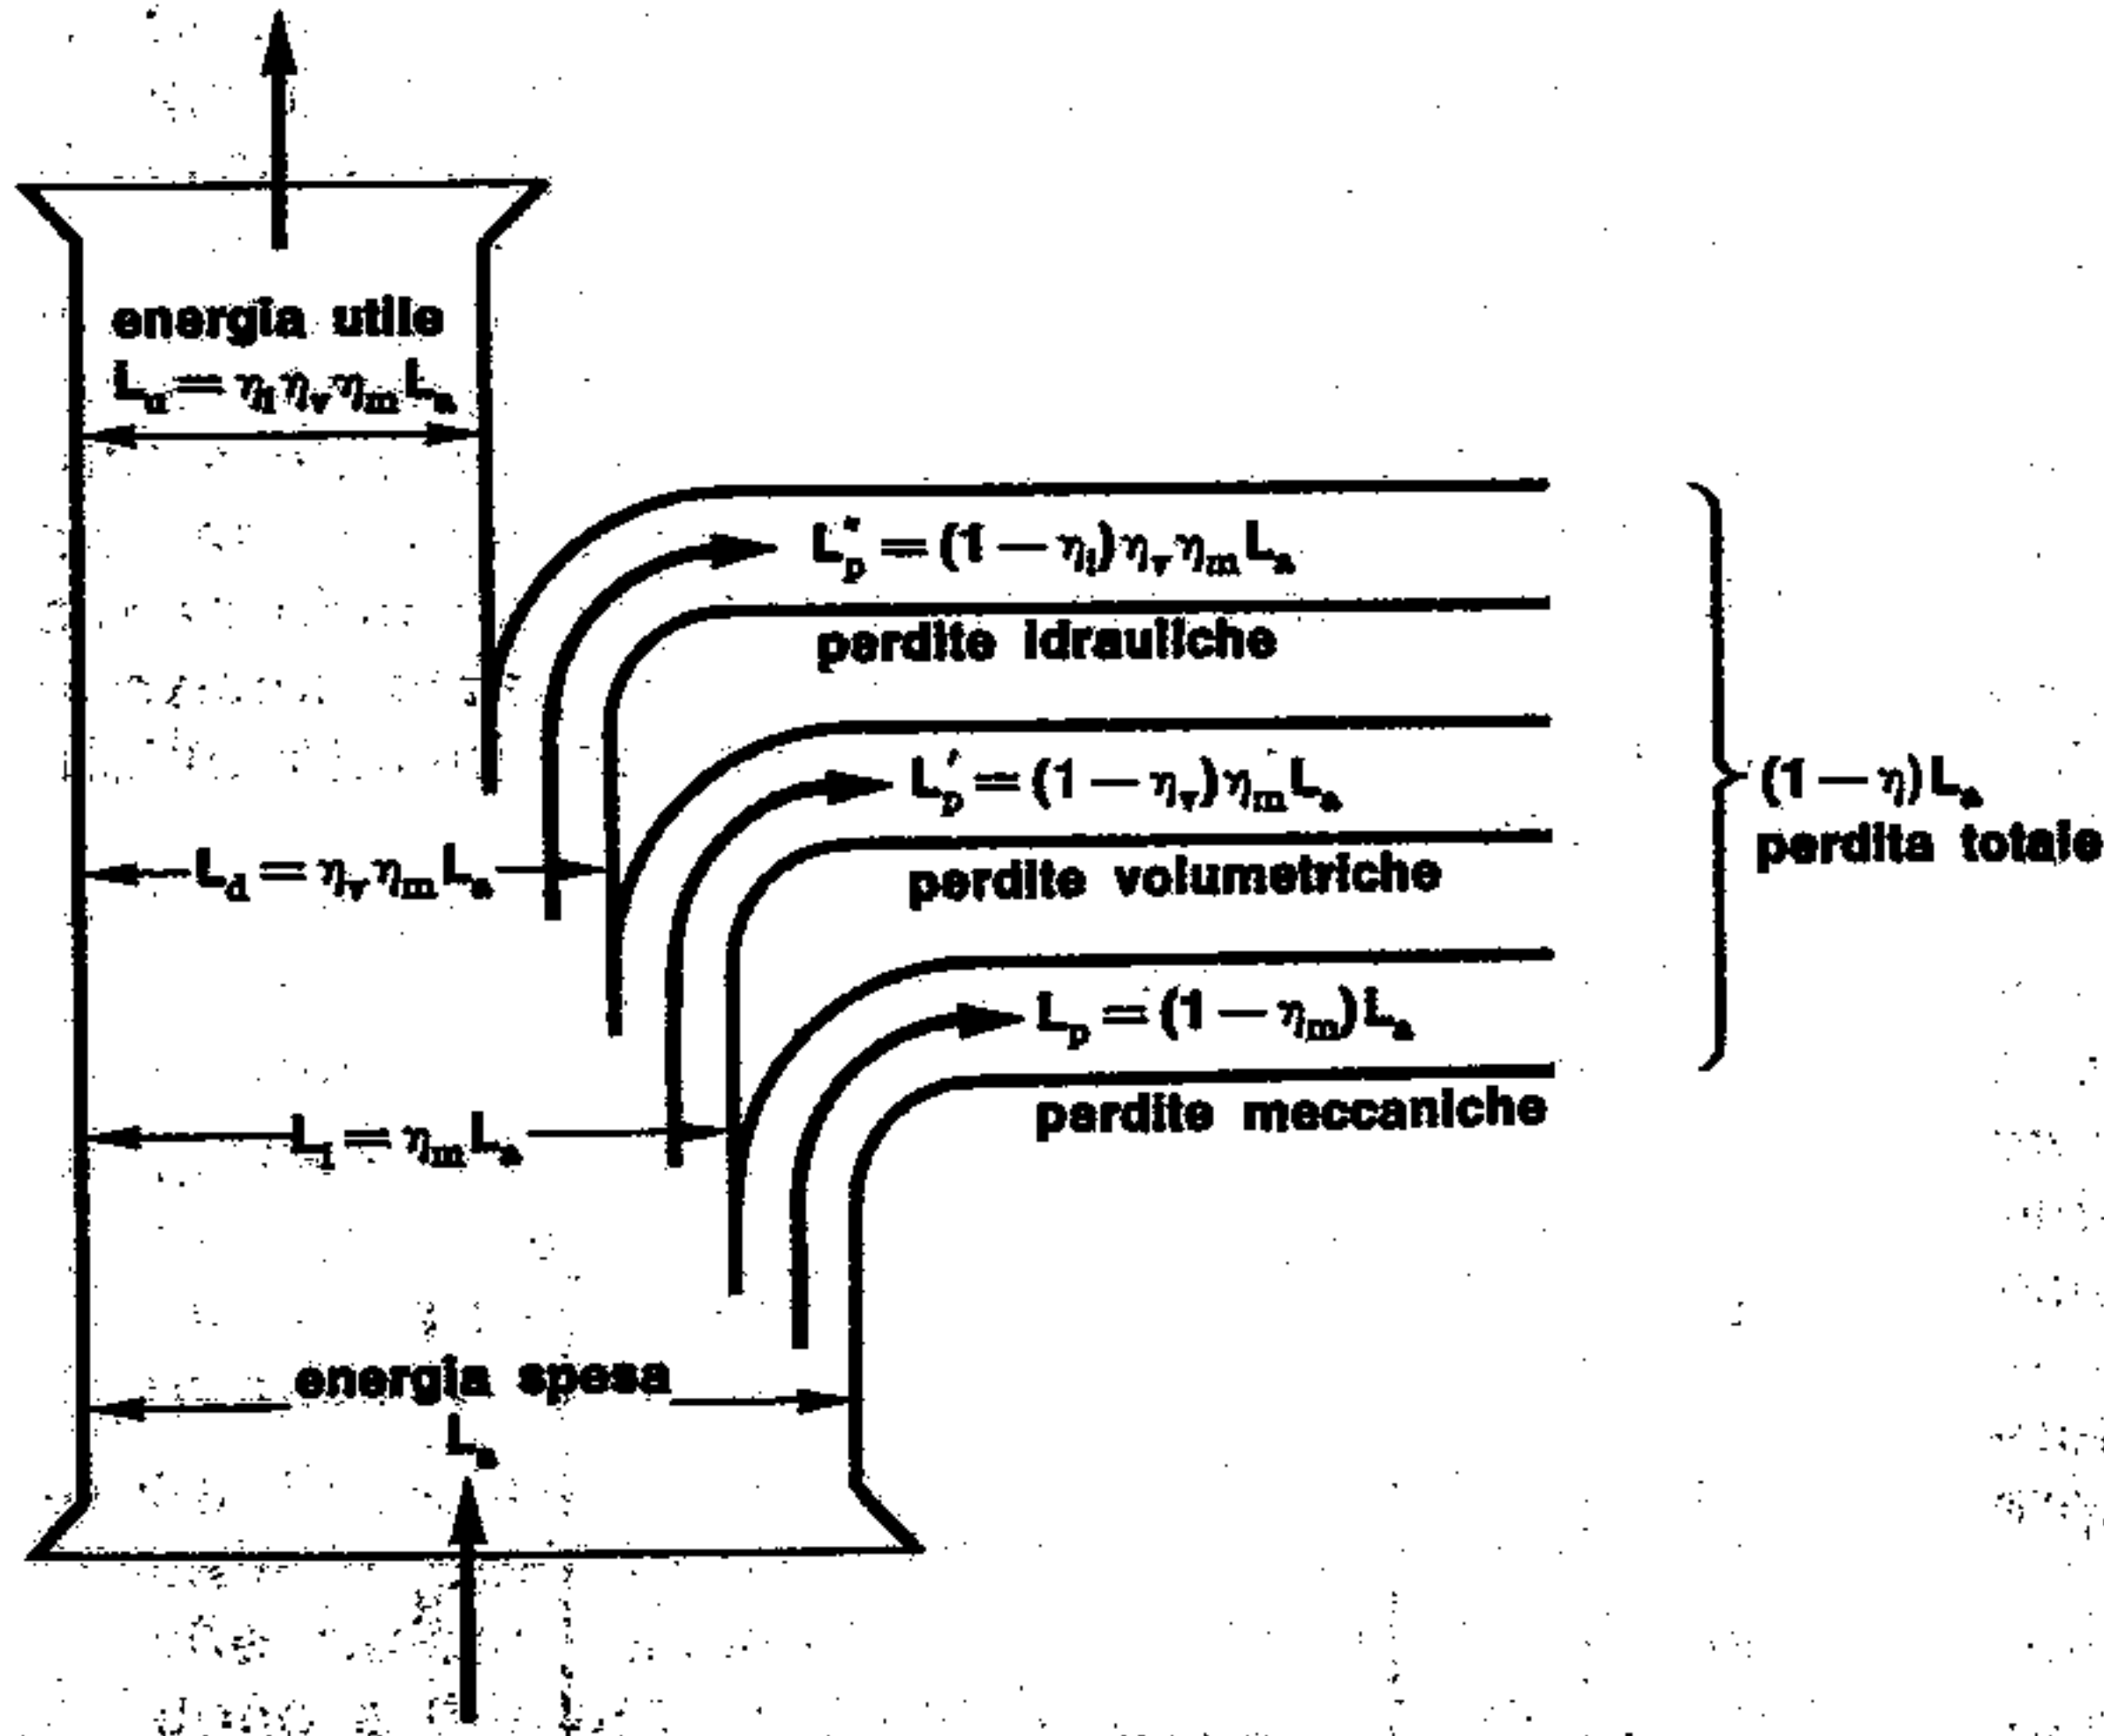 energia utile
Lᵤ = ηᵢ ηᵥ ηₘ Lₐ
L″ₚ = (1 − ηᵢ) ηᵥ ηₘ Lₐ
perdite idrauliche
L′ₚ = (1 − ηᵥ) ηₘ Lₐ
(1 − η) Lₐ
perdite volumetriche
perdita totale
L_d = ηᵥ ηₘ Lₐ
Lₚ = (1 − ηₘ) Lₐ
perdite meccaniche
Lᵢ = ηₘ Lₐ
energia spesa
Lₐ